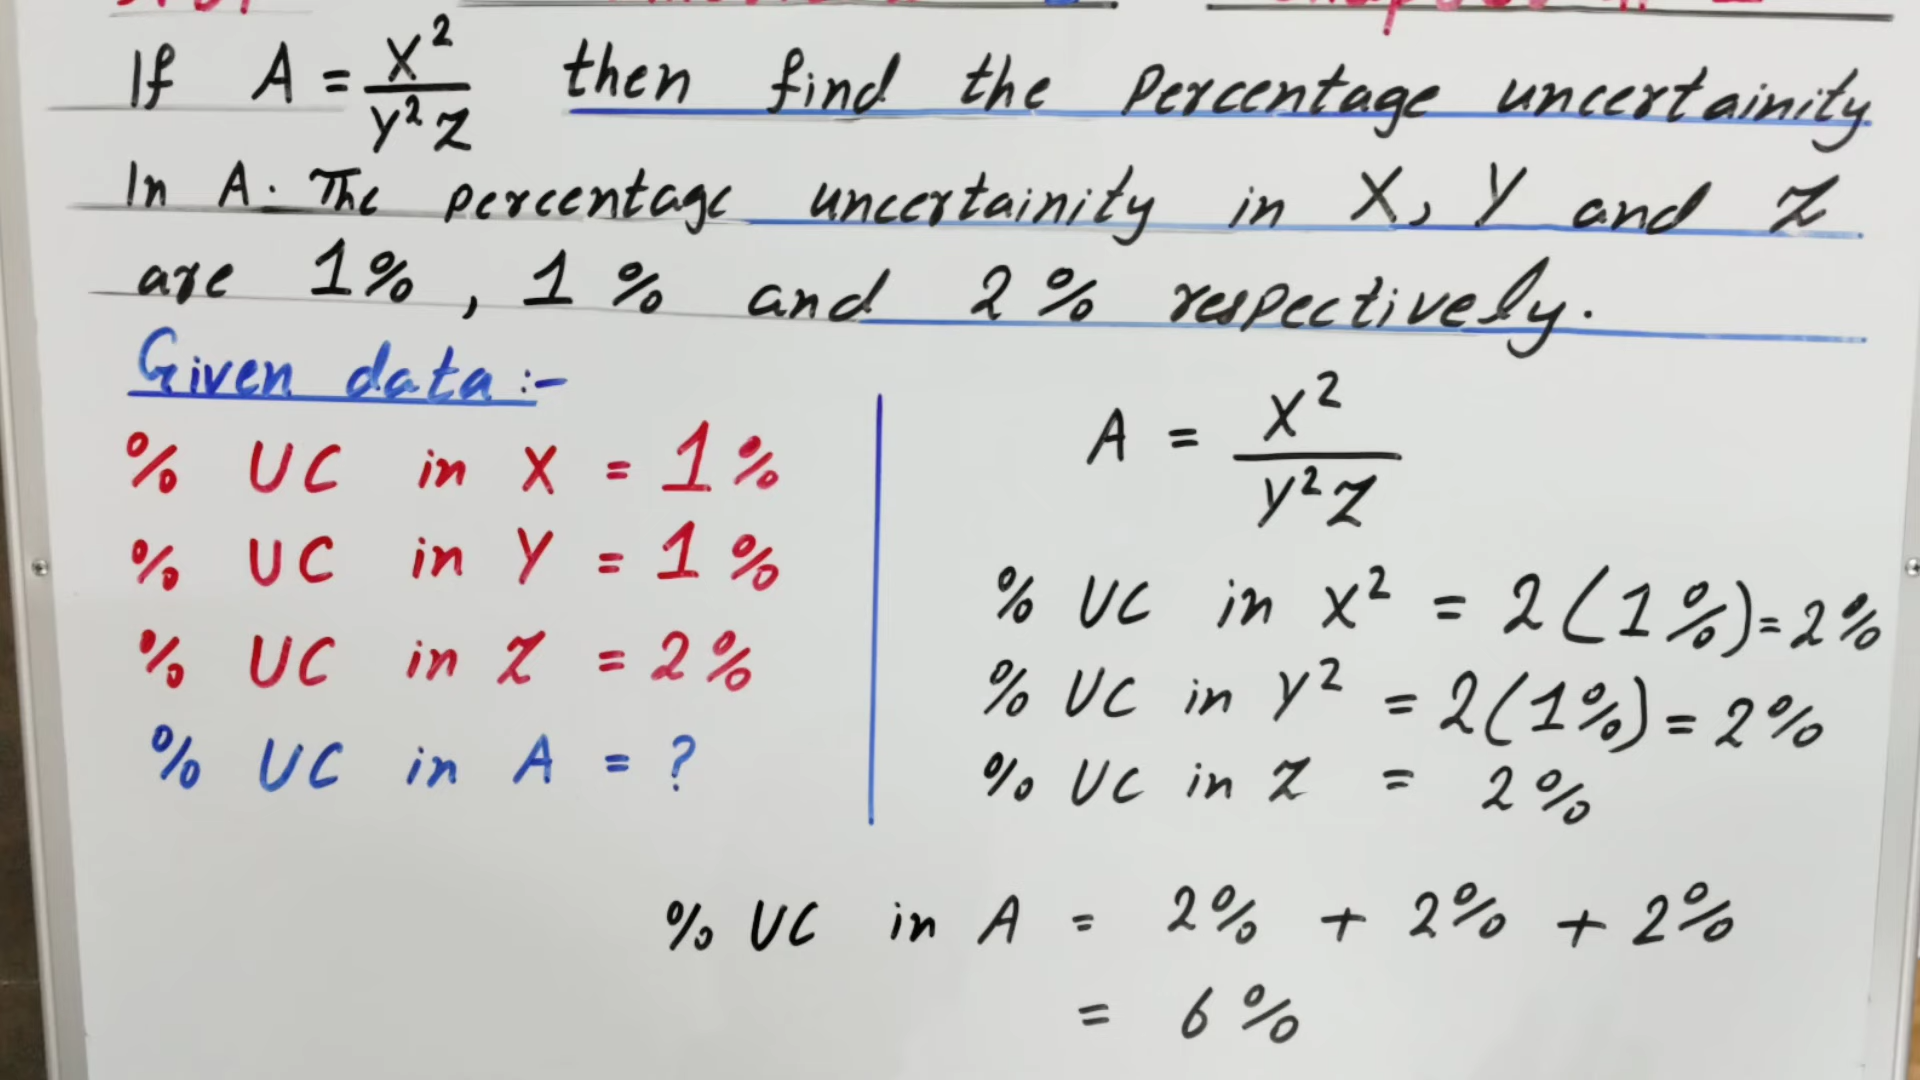 If A = X²/Y²Z then find the Percentage uncertainity
In A. The percentage uncertainity in X, Y and Z
are 1%, 1% and 2% respectively.
Given data:-
% UC in X = 1%
% UC in Y = 1%
% UC in Z = 2%
% UC in A = ?
A = X²/Y²Z
% UC in X² = 2(1%)=2%
% UC in Y² = 2(1%)=2%
% UC in Z = 2%
% UC in A = 2% + 2% + 2%
= 6%